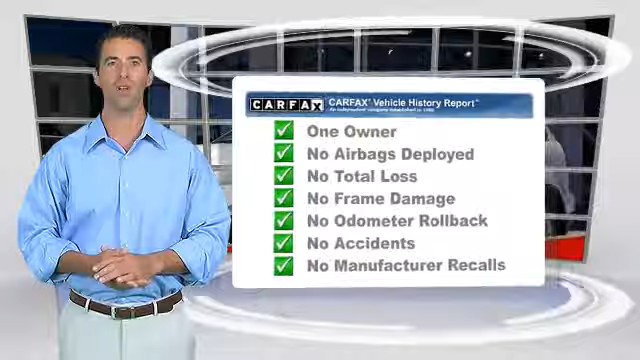 CARFAX CARFAX Vehicle History Report™
One Owner
No Airbags Deployed
No Total Loss
No Frame Damage
No Odometer Rollback
No Accidents
No Manufacturer Recalls